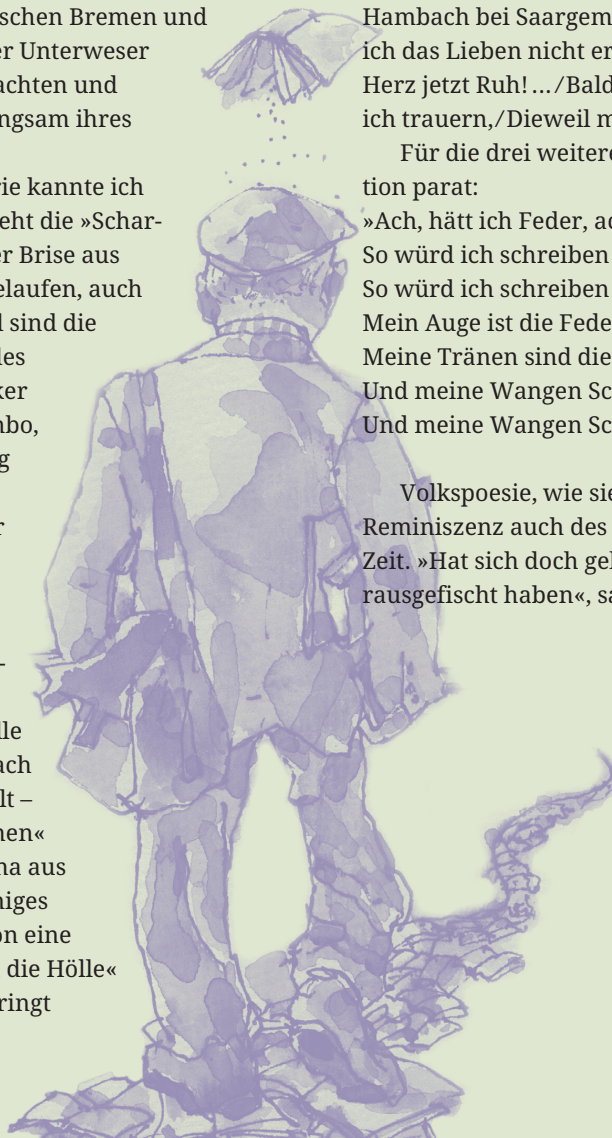 schen Bremen und
er Unterweser
achten und
ngsam ihres
rie kannte ich
eht die »Schar-
er Brise aus
elaufen, auch
l sind die
les
ker
nbo,
g
r
-
lle
ach
lt –
nen«
na aus
niges
on eine
die Hölle«
ringt
Hambach bei Saargem
ich das Lieben nicht er
Herz jetzt Ruh! … /Bald
ich trauern,/Dieweil m
Für die drei weitere
tion parat:
»Ach, hätt ich Feder, ac
So würd ich schreiben
So würd ich schreiben
Mein Auge ist die Fede
Meine Tränen sind die
Und meine Wangen Sc
Und meine Wangen Sc
Volkspoesie, wie sie
Reminiszenz auch des
Zeit. »Hat sich doch gel
rausgefischt haben«, sa